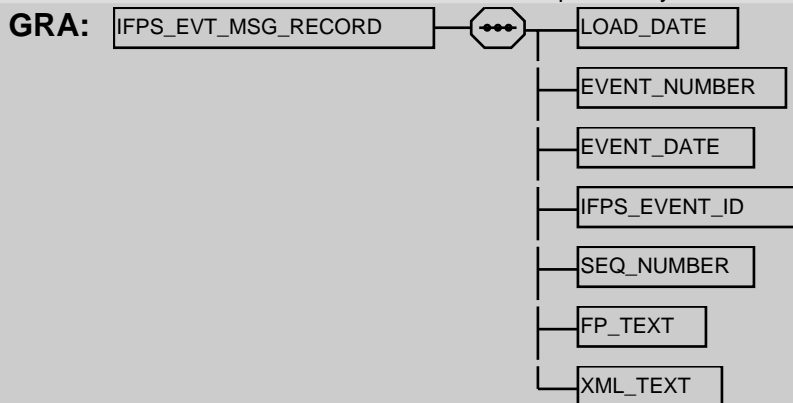 GRA: IFPS_EVT_MSG_RECORD LOAD_DATE
EVENT_NUMBER
EVENT_DATE
IFPS_EVENT_ID
SEQ_NUMBER
FP_TEXT
XML_TEXT